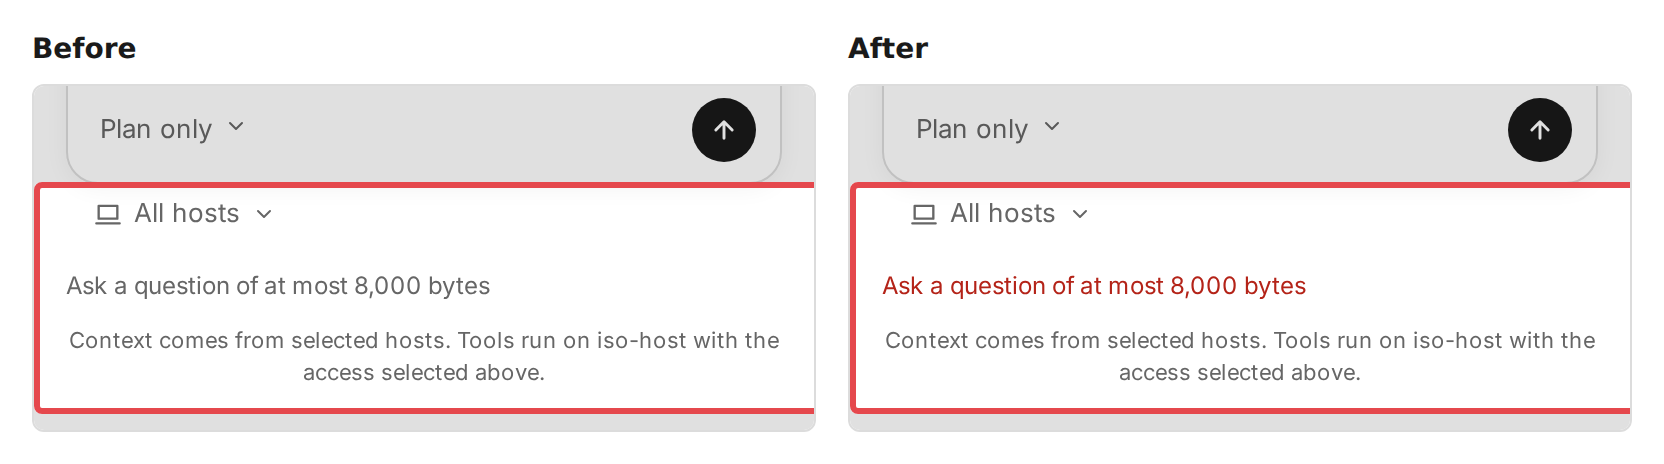 Before
Plan only
All hosts
Ask a question of at most 8,000 bytes
Context comes from selected hosts. Tools run on iso-host with the
access selected above.
After
Plan only
All hosts
Ask a question of at most 8,000 bytes
Context comes from selected hosts. Tools run on iso-host with the
access selected above.